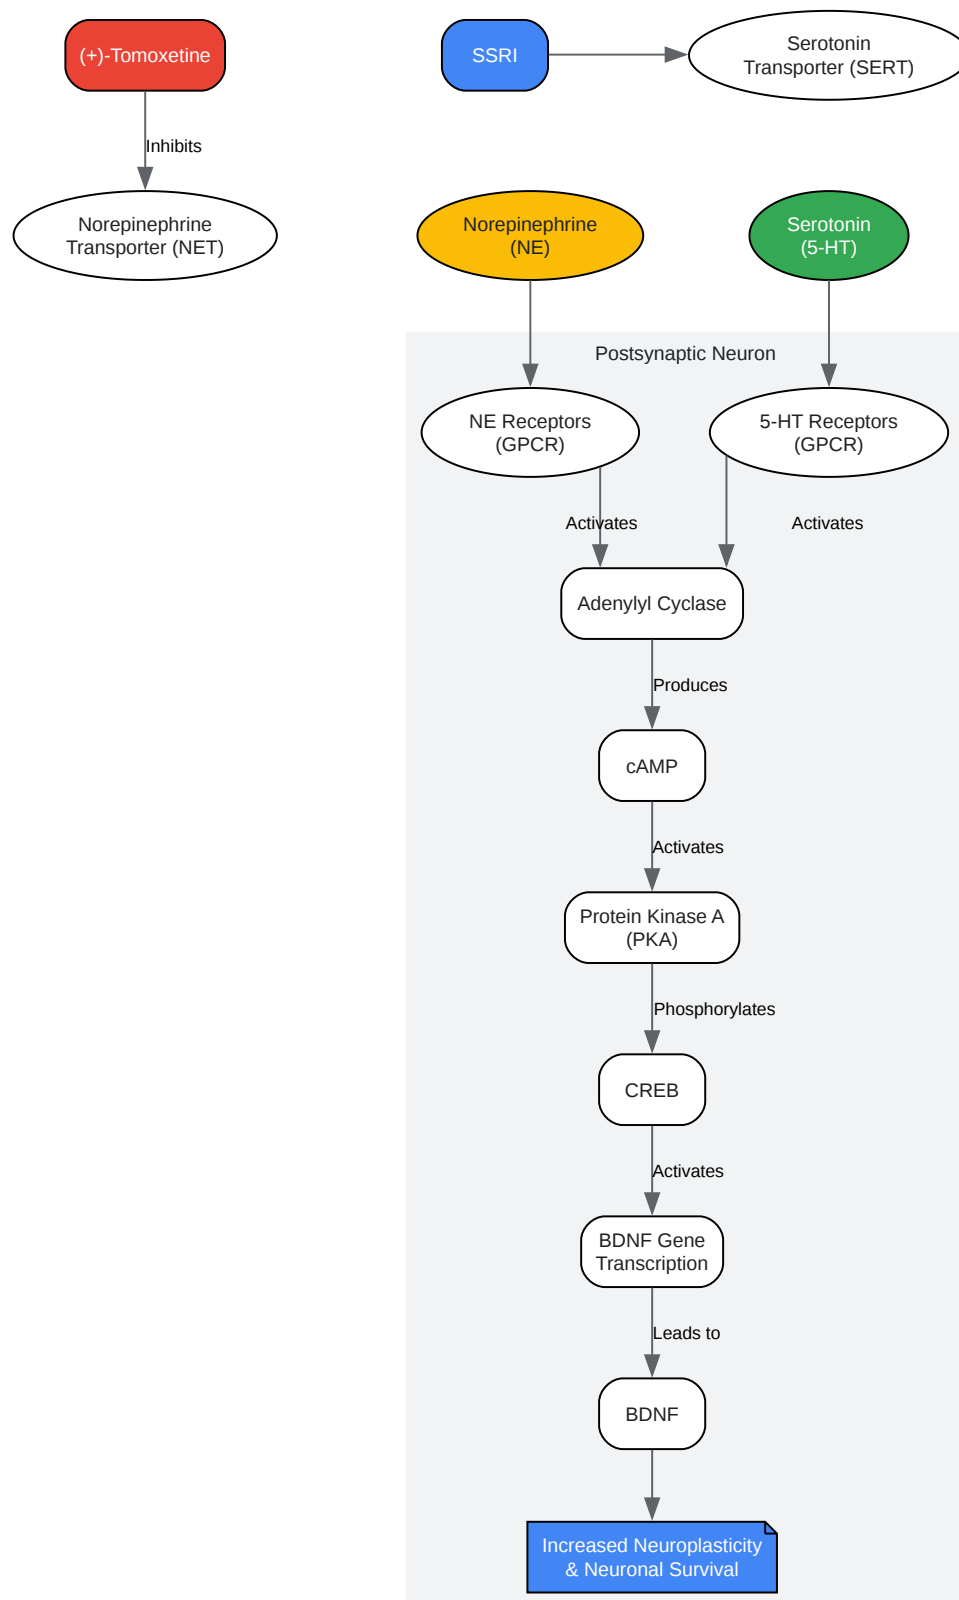 (+)-Tomoxetine
SSRI
Serotonin
Transporter (SERT)
Inhibits
Norepinephrine
Transporter (NET)
Norepinephrine
(NE)
Serotonin
(5-HT)
Postsynaptic Neuron
NE Receptors
(GPCR)
5-HT Receptors
(GPCR)
Activates
Activates
Adenylyl Cyclase
Produces
cAMP
Activates
Protein Kinase A
(PKA)
Phosphorylates
CREB
Activates
BDNF Gene
Transcription
Leads to
BDNF
Increased Neuroplasticity
& Neuronal Survival